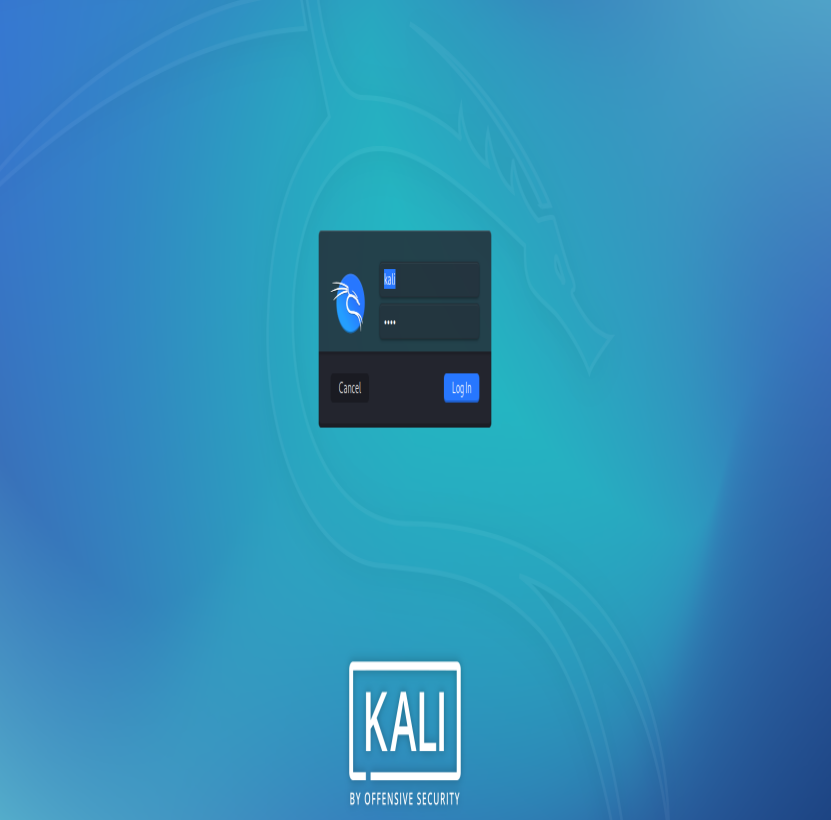 kali
••••
Cancel
Log In
KALI
BY OFFENSIVE SECURITY